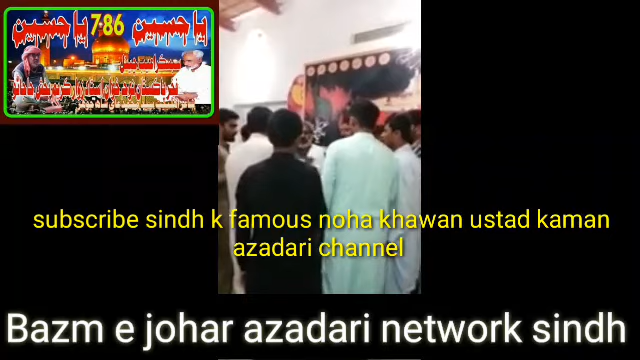 یا حسین 786 یا حسین
subscribe sindh k famous noha khawan ustad kaman
azadari channel
Bazm e johar azadari network sindh